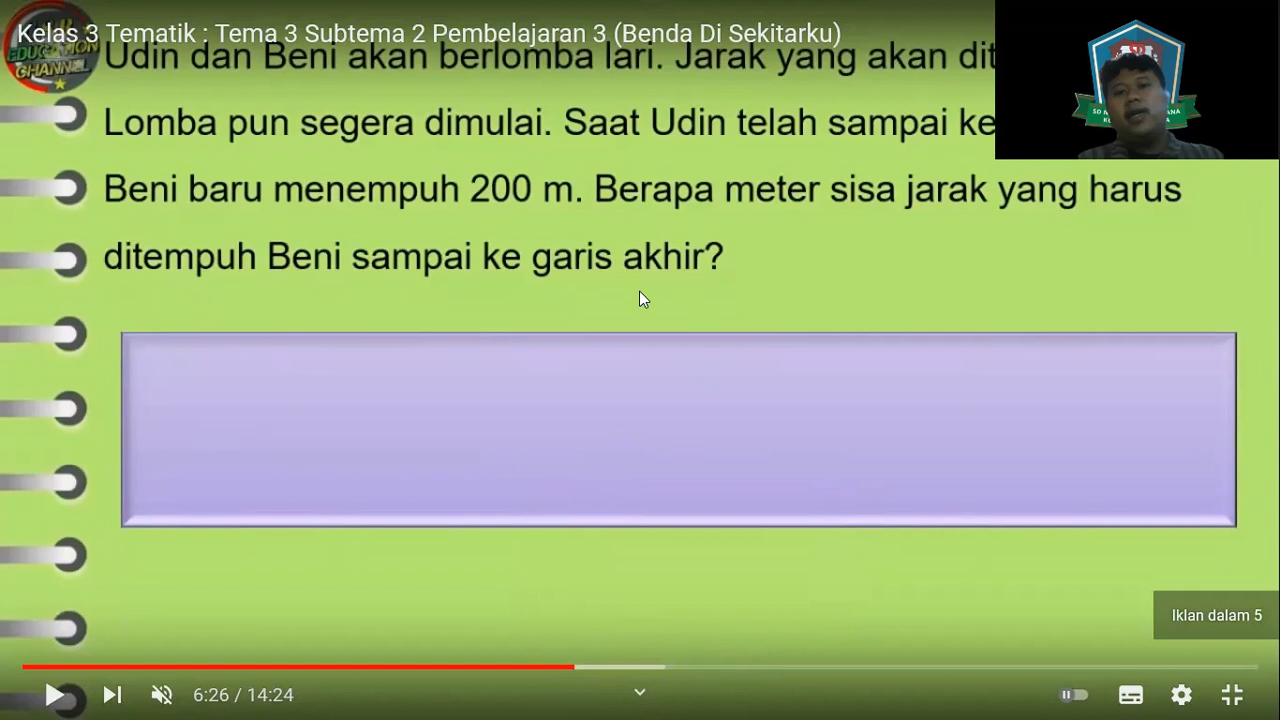 Kelas 3 Tematik : Tema 3 Subtema 2 Pembelajaran 3 (Benda Di Sekitarku)
EDUCATION
CHANNEL
Udin dan Beni akan berlomba lari. Jarak yang akan
Lomba pun segera dimulai. Saat Udin telah sampai ke
Beni baru menempuh 200 m. Berapa meter sisa jarak yang harus
ditempuh Beni sampai ke garis akhir?
Iklan dalam 5
6:26 / 14:24